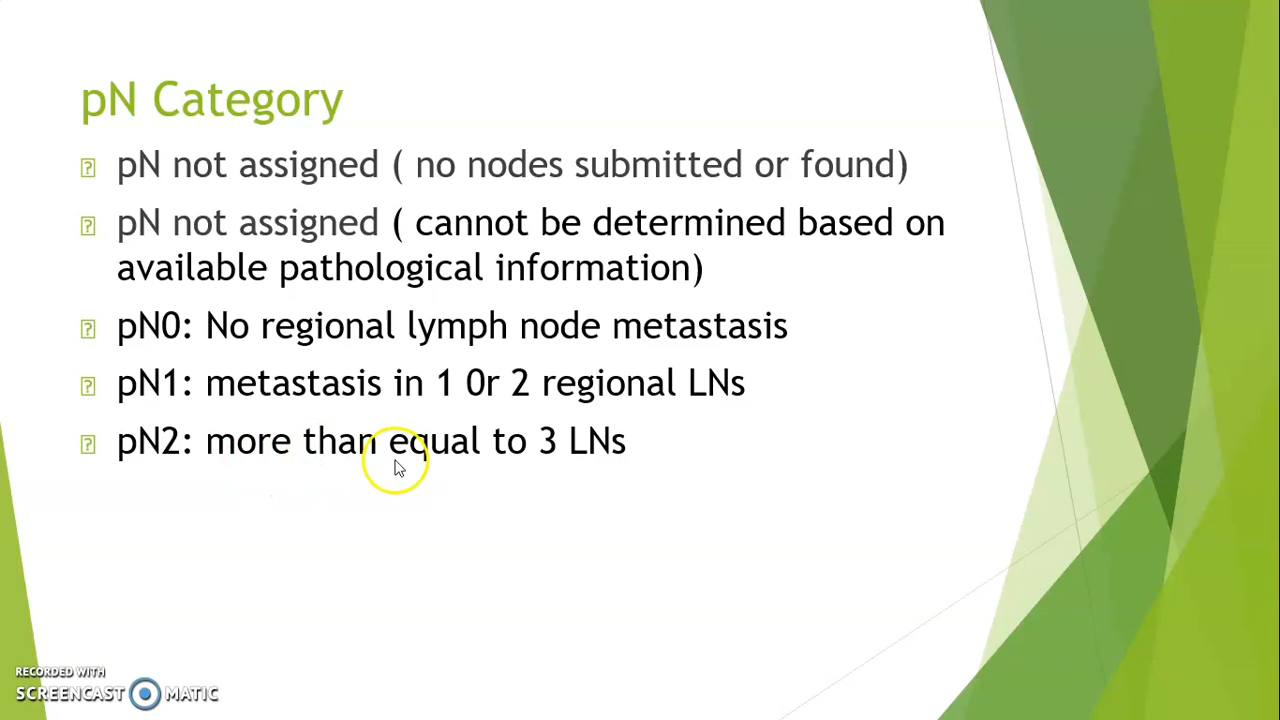 pN Category
pN not assigned ( no nodes submitted or found)
pN not assigned ( cannot be determined based on
available pathological information)
pN0: No regional lymph node metastasis
pN1: metastasis in 1 0r 2 regional LNs
pN2: more than equal to 3 LNs
RECORDED WITH
SCREENCAST MATIC